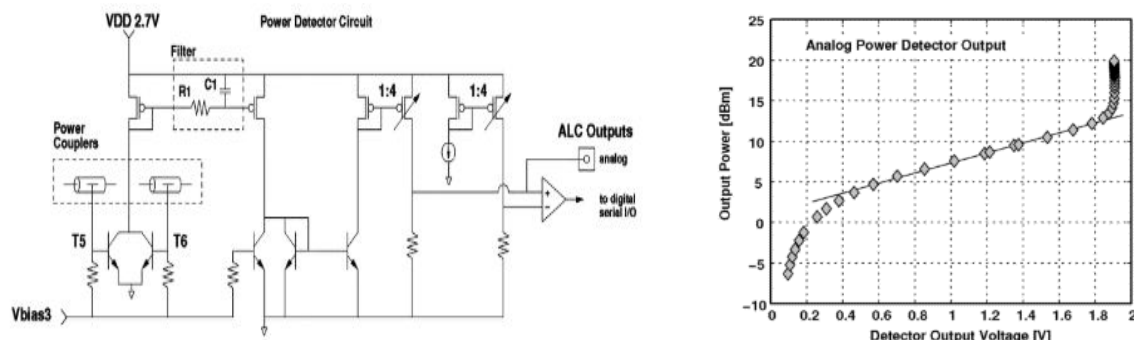 VDD 2.7V
Power Detector Circuit
Filter
C1
R1
1:4
1:4
Power
Couplers
ALC Outputs
analog
+
−
to digital
serial I/O
T5
T6
Vbias3
Analog Power Detector Output
Output Power [dBm]
25
20
15
10
5
0
−5
−10
0 0.2 0.4 0.6 0.8 1 1.2 1.4 1.6 1.8 2
Detector Output Voltage [V]